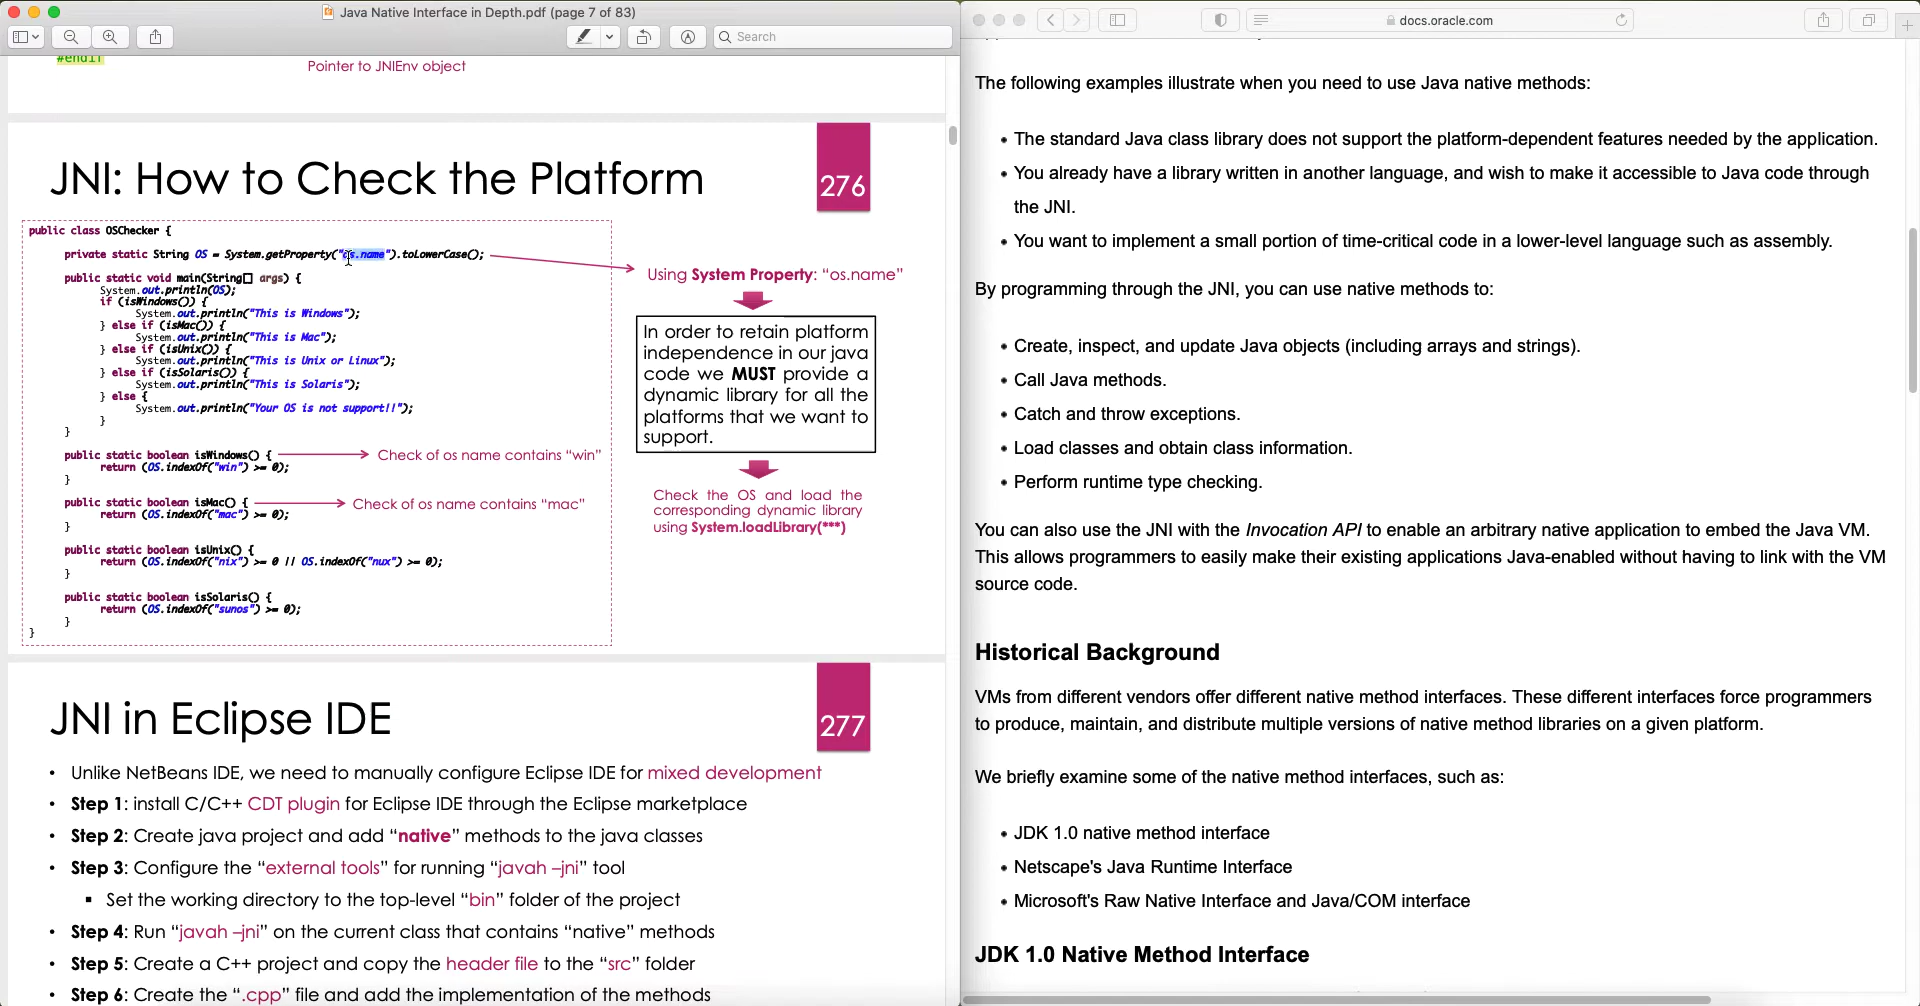 Java Native Interface in Depth.pdf (page 7 of 83)
Search
#endif
Pointer to JNIEnv object
JNI: How to Check the Platform
276
public class OSChecker {
private static String OS = System.getProperty("os.name").toLowerCase();
public static void main(String[] args) {
System.out.println(OS);
if (isWindows()) {
System.out.println("This is Windows");
} else if (isMac()) {
System.out.println("This is Mac");
} else if (isUnix()) {
System.out.println("This is Unix or Linux");
} else if (isSolaris()) {
System.out.println("This is Solaris");
} else {
System.out.println("Your OS is not support!!");
}
}
public static boolean isWindows() {
return (OS.indexOf("win") >= 0);
}
public static boolean isMac() {
return (OS.indexOf("mac") >= 0);
}
public static boolean isUnix() {
return (OS.indexOf("nix") >= 0 || OS.indexOf("nux") >= 0);
}
public static boolean isSolaris() {
return (OS.indexOf("sunos") >= 0);
}
}
Check of os name contains “win”
Check of os name contains “mac”
Using System Property: “os.name”
In order to retain platform
independence in our java
code we MUST provide a
dynamic library for all the
platforms that we want to
support.
Check the OS and load the
corresponding dynamic library
using System.loadLibrary(***)
JNI in Eclipse IDE
277
• Unlike NetBeans IDE, we need to manually configure Eclipse IDE for mixed development
• Step 1: install C/C++ CDT plugin for Eclipse IDE through the Eclipse marketplace
• Step 2: Create java project and add “native” methods to the java classes
• Step 3: Configure the “external tools” for running “javah –jni” tool
▪ Set the working directory to the top-level “bin” folder of the project
• Step 4: Run “javah –jni” on the current class that contains “native” methods
• Step 5: Create a C++ project and copy the header file to the “src” folder
• Step 6: Create the “.cpp” file and add the implementation of the methods
docs.oracle.com
The following examples illustrate when you need to use Java native methods:
• The standard Java class library does not support the platform-dependent features needed by the application.
• You already have a library written in another language, and wish to make it accessible to Java code through
the JNI.
• You want to implement a small portion of time-critical code in a lower-level language such as assembly.
By programming through the JNI, you can use native methods to:
• Create, inspect, and update Java objects (including arrays and strings).
• Call Java methods.
• Catch and throw exceptions.
• Load classes and obtain class information.
• Perform runtime type checking.
You can also use the JNI with the Invocation API to enable an arbitrary native application to embed the Java VM.
This allows programmers to easily make their existing applications Java-enabled without having to link with the VM
source code.
Historical Background
VMs from different vendors offer different native method interfaces. These different interfaces force programmers
to produce, maintain, and distribute multiple versions of native method libraries on a given platform.
We briefly examine some of the native method interfaces, such as:
• JDK 1.0 native method interface
• Netscape's Java Runtime Interface
• Microsoft's Raw Native Interface and Java/COM interface
JDK 1.0 Native Method Interface